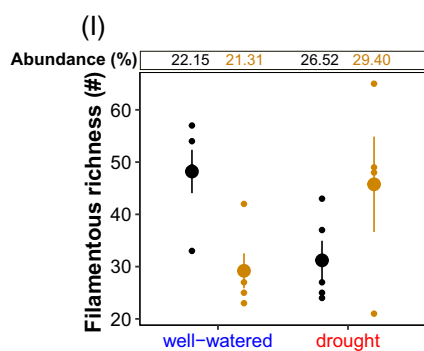 (I)
Abundance (%) 22.15 21.31 26.52 29.40
Filamentous richness (#)
60
50
40
30
20
well−watered drought